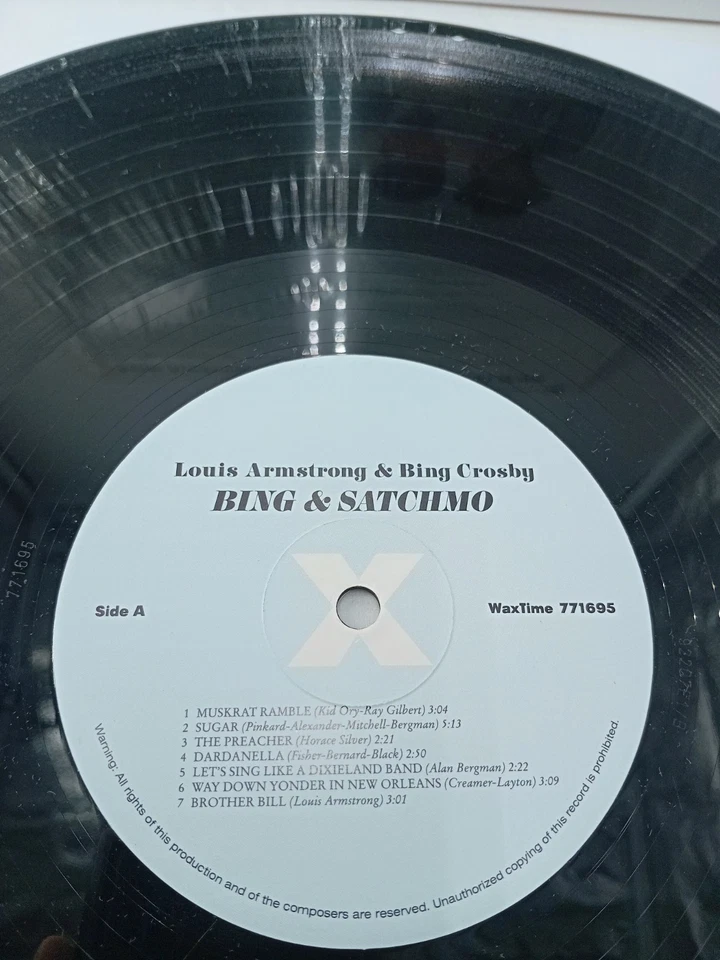 Louis Armstrong & Bing Crosby
BING & SATCHMO
X
Side A
WaxTime 771695
1 MUSKRAT RAMBLE (Kid Ory-Ray Gilbert) 3:04
2 SUGAR (Pinkard-Alexander-Mitchell-Bergman) 5:13
3 THE PREACHER (Horace Silver) 2:21
4 DARDANELLA (Fisher-Bernard-Black) 2:50
5 LET'S SING LIKE A DIXIELAND BAND (Alan Bergman) 2:22
6 WAY DOWN YONDER IN NEW ORLEANS (Creamer-Layton) 3:09
7 BROTHER BILL (Louis Armstrong) 3:01
Warning: All rights of this production and of the composers are reserved. Unauthorized copying of this record is prohibited.
771695